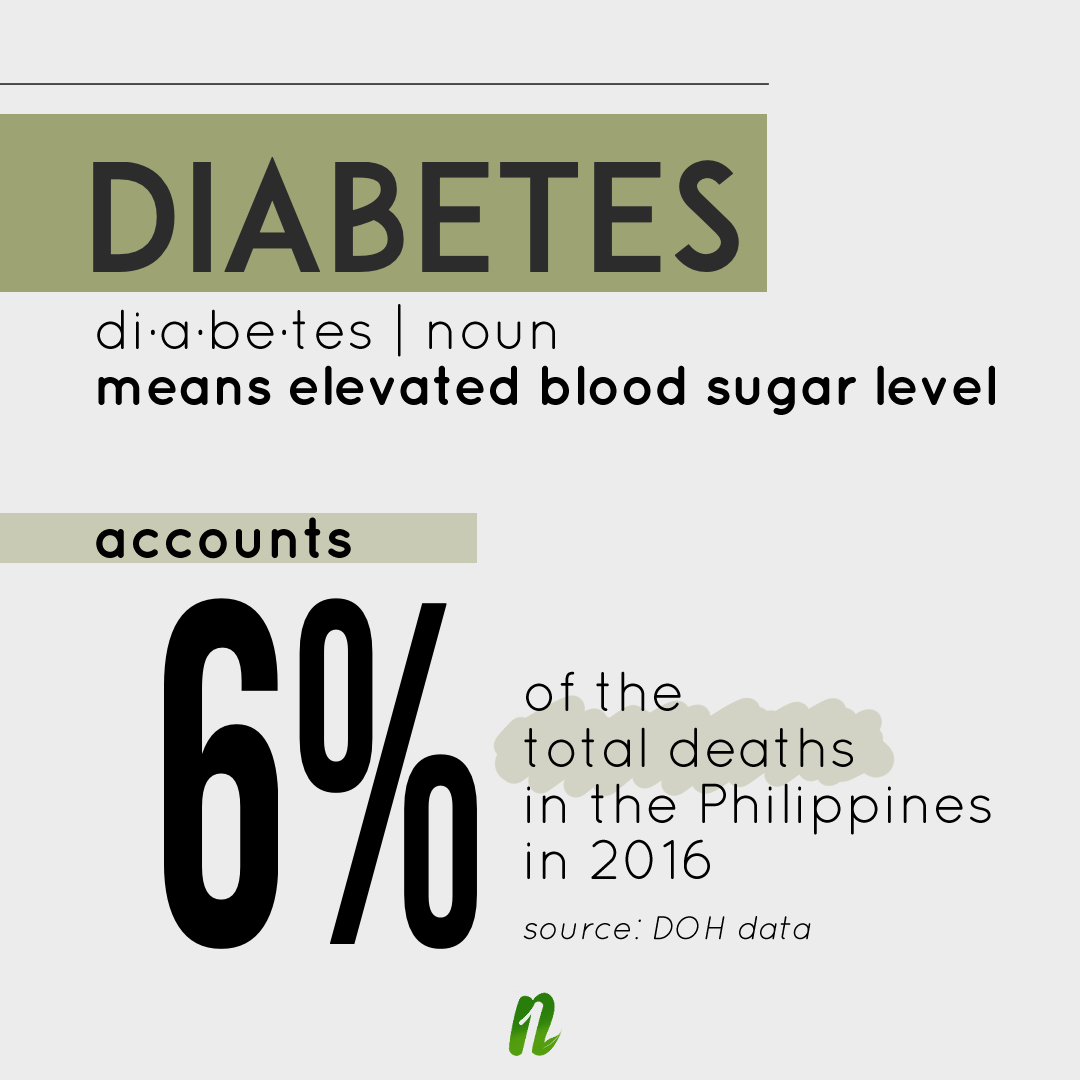 DIABETES
di·a·be·tes | noun
means elevated blood sugar level
accounts
6%
of the
total deaths
in the Philippines
in 2016
source: DOH data
n